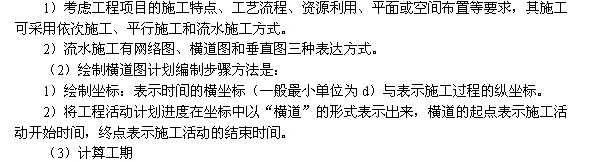 1）考虑工程项目的施工特点、工艺流程、资源利用、平面或空间布置等要求，其施工
可采用依次施工、平行施工和流水施工方式。
2）流水施工有网络图、横道图和垂直图三种表达方式。
（2）绘制横道图计划编制步骤方法是：
1）绘制坐标：表示时间的横坐标（一般最小单位为 d）与表示施工过程的纵坐标。
2）将工程活动计划进度在坐标中以“横道”的形式表示出来，横道的起点表示施工活
动开始时间，终点表示施工活动的结束时间。
（3）计算工期